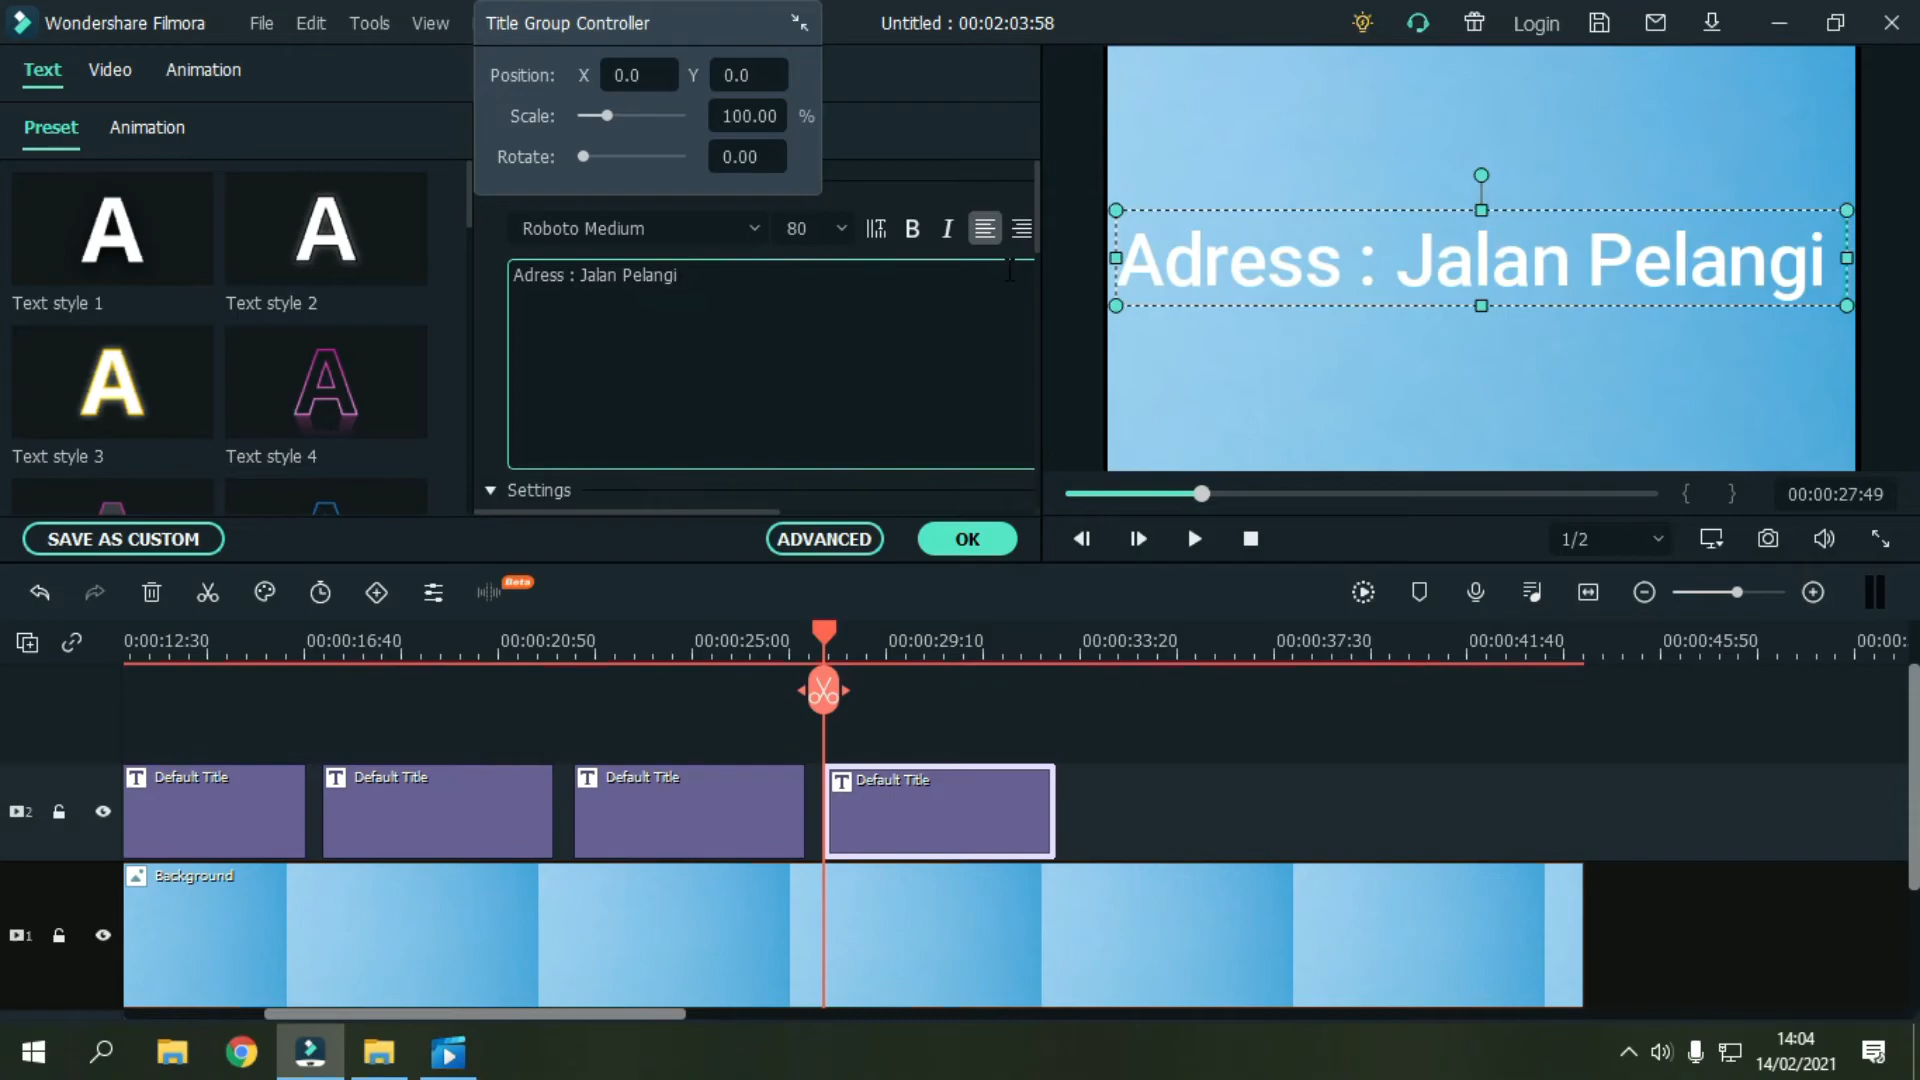 Wondershare Filmora
File
Edit
Tools
View
Title Group Controller
Untitled : 00:02:03:58
Login
Text
Video
Animation
Position:
X
0.0
Y
0.0
Scale:
100.00
%
Rotate:
0.00
Preset
Animation
A
A
Text style 1
Text style 2
A
A
Text style 3
Text style 4
Roboto Medium
80
B
I
Adress : Jalan Pelangi
Settings
SAVE AS CUSTOM
ADVANCED
OK
Adress : Jalan Pelangi
{ }
00:00:27:49
1/2
Beta
0:00:12:30
00:00:16:40
00:00:20:50
00:00:25:00
00:00:29:10
00:00:33:20
00:00:37:30
00:00:41:40
00:00:45:50
00:00:
2
T Default Title
T Default Title
T Default Title
T Default Title
1
Background
14:04
14/02/2021